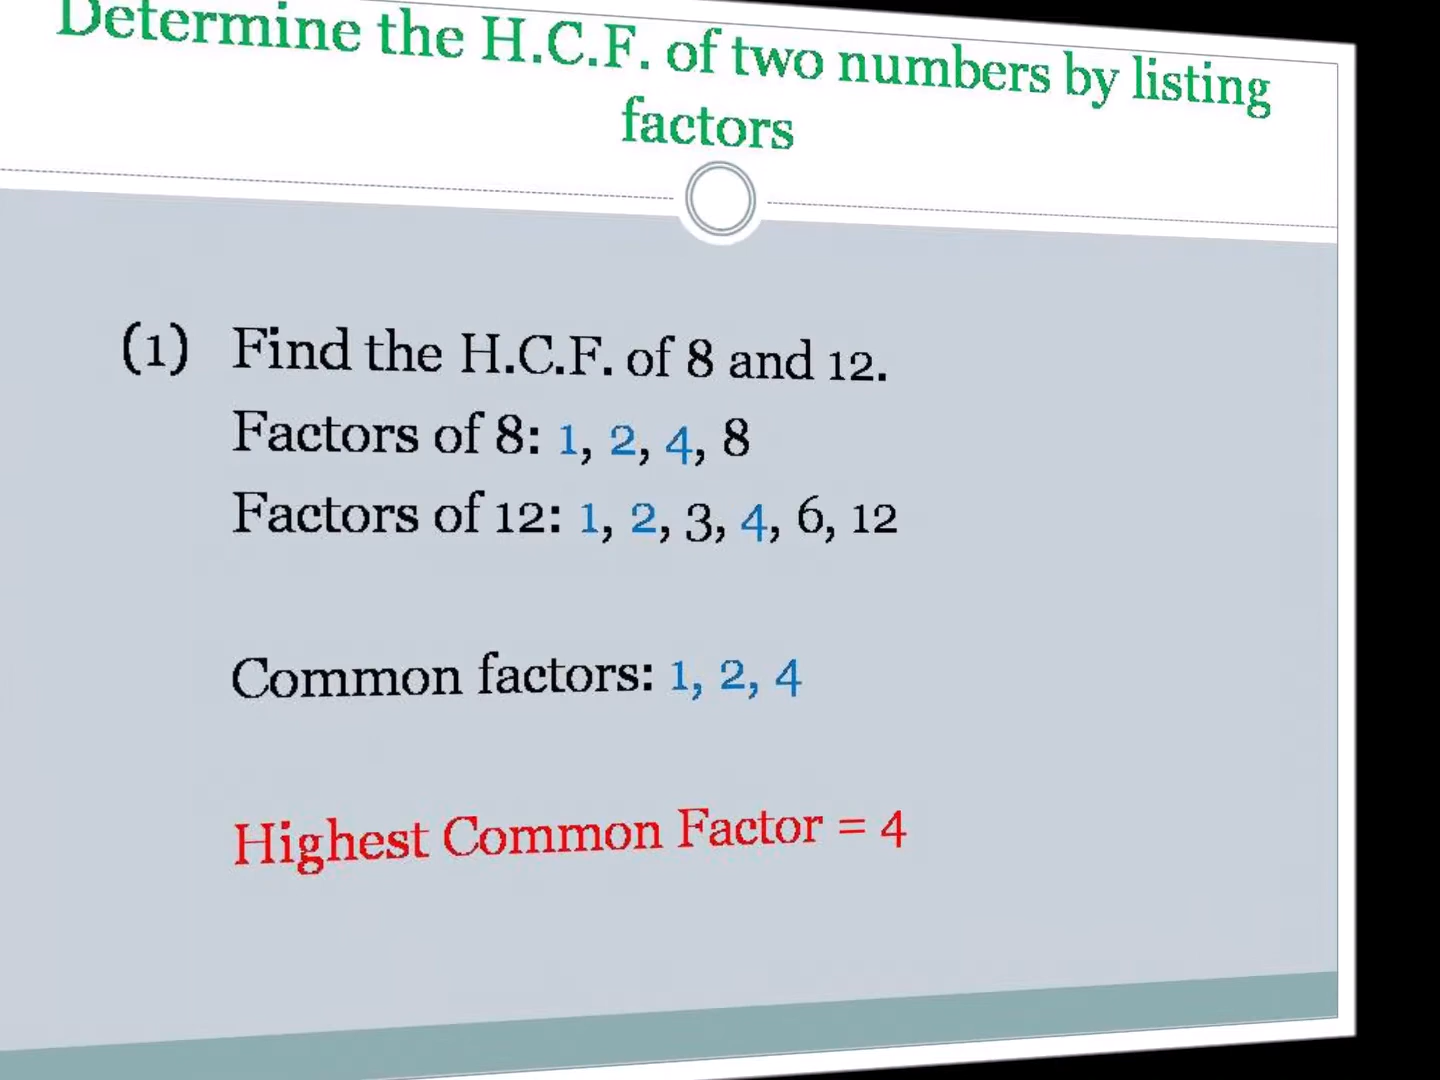 Determine the H.C.F. of two numbers by listing
factors
(1) Find the H.C.F. of 8 and 12.
Factors of 8: 1, 2, 4, 8
Factors of 12: 1, 2, 3, 4, 6, 12
Common factors: 1, 2, 4
Highest Common Factor = 4